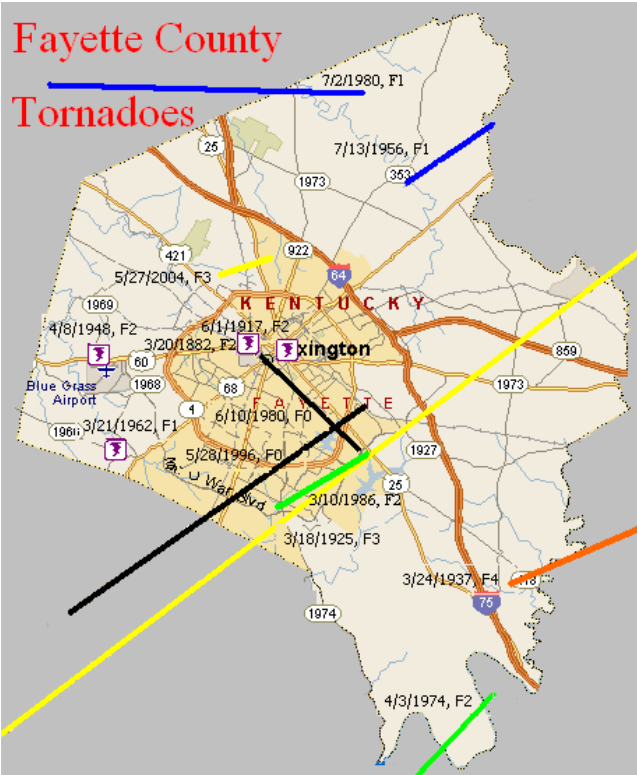 Fayette County
Tornadoes
7/2/1980, F1
25
7/13/1956, F1
353
1973
421
922
5/27/2004, F3
64
KENTUCKY
1969
4/8/1948, F2
6/1/1917, F2
3/20/1882, F2
xington
859
60
Blue Grass
Airport
1968
68
1973
FAYETTE
4
6/10/1980, F0
3/21/1962, F1
1927
5/28/1996, F0
25
3/10/1986, F2
3/18/1925, F3
3/24/1937, F4
75
1974
4/3/1974, F2